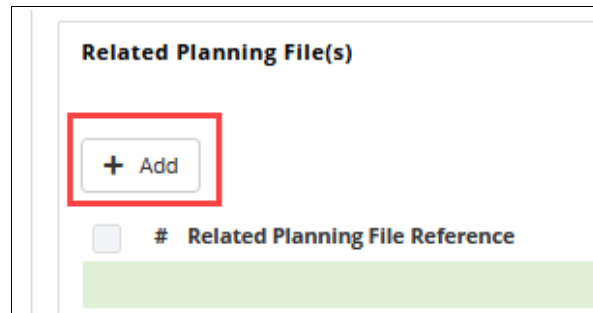 Related Planning File(s)
+ Add
# Related Planning File Reference